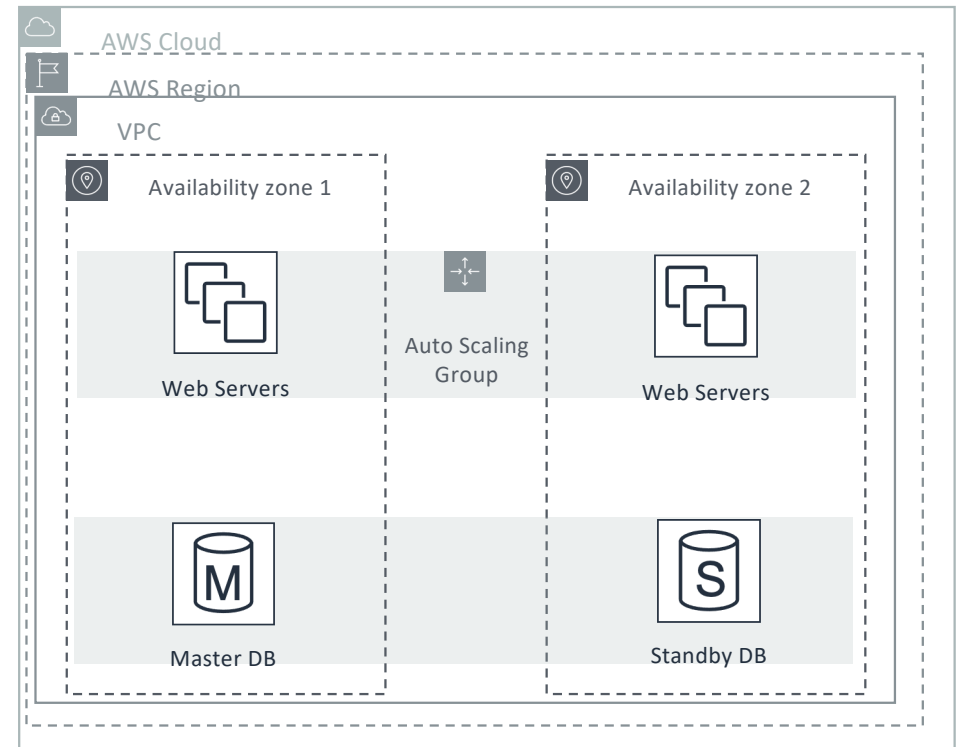 AWS Cloud
AWS Region
VPC
Availability zone 1
Availability zone 2
Auto Scaling
Group
Web Servers
Web Servers
M
S
Master DB
Standby DB